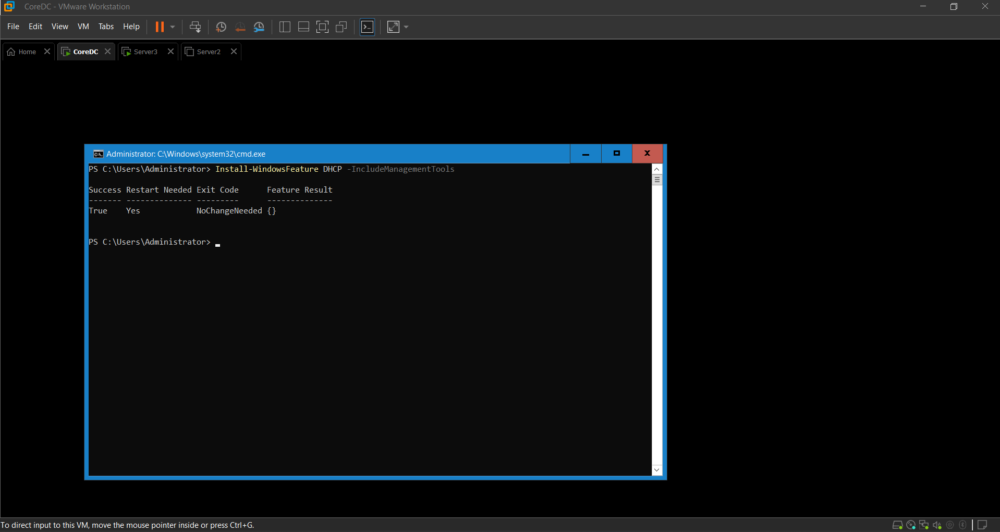 CoreDC - VMware Workstation
File Edit View VM Tabs Help
Home CoreDC Server3 Server2
Administrator: C:\Windows\system32\cmd.exe
PS C:\Users\Administrator> Install-WindowsFeature DHCP -IncludeManagementTools
Success Restart Needed Exit Code      Feature Result
------- -------------- ---------      --------------
True    Yes            NoChangeNeeded {}
PS C:\Users\Administrator>
To direct input to this VM, move the mouse pointer inside or press Ctrl+G.